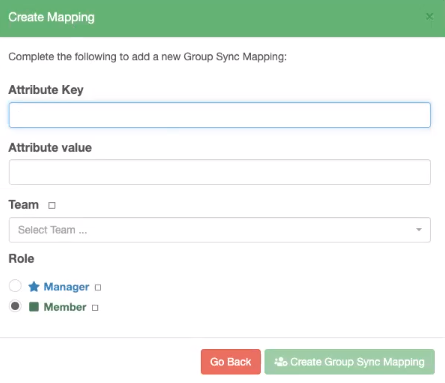 Create Mapping
×
Complete the following to add a new Group Sync Mapping:
Attribute Key
Attribute value
Team
Select Team ...
Role
Manager
Member
Go Back
Create Group Sync Mapping